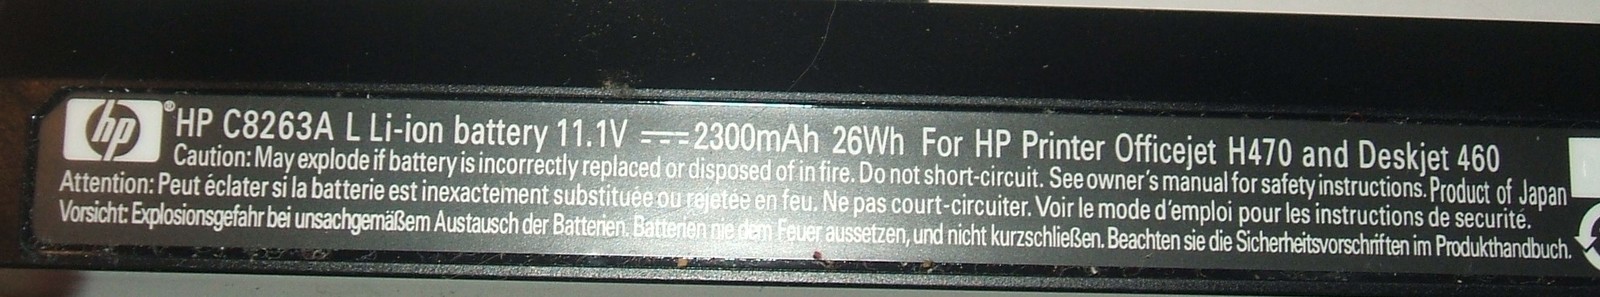 hp® HP C8263A L Li-ion battery 11.1V ⎓ 2300mAh 26Wh For HP Printer Officejet H470 and Deskjet 460
Caution: May explode if battery is incorrectly replaced or disposed of in fire. Do not short-circuit. See owner's manual for safety instructions. Product of Japan
Attention: Peut éclater si la batterie est inexactement substituée ou rejetée en feu. Ne pas court-circuiter. Voir le mode d'emploi pour les instructions de securité.
Vorsicht: Explosionsgefahr bei unsachgemäßem Austausch der Batterien. Batterien nie dem Feuer aussetzen, und nicht kurzschließen. Beachten sie die Sicherheitsvorschriften im Produkthandbuch.